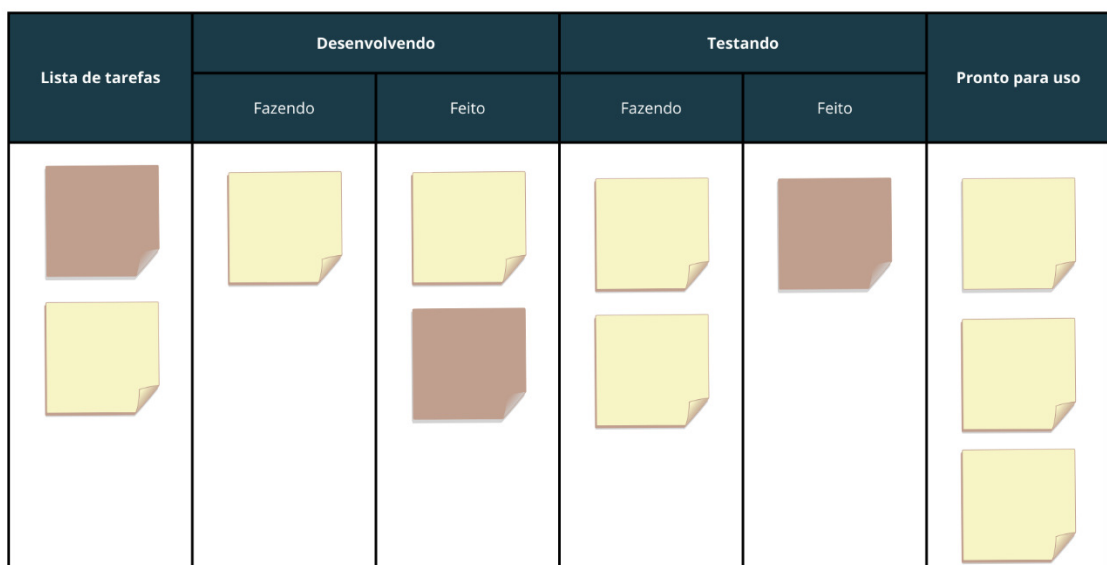 Lista de tarefas
Desenvolvendo
Testando
Pronto para uso
Fazendo
Feito
Fazendo
Feito